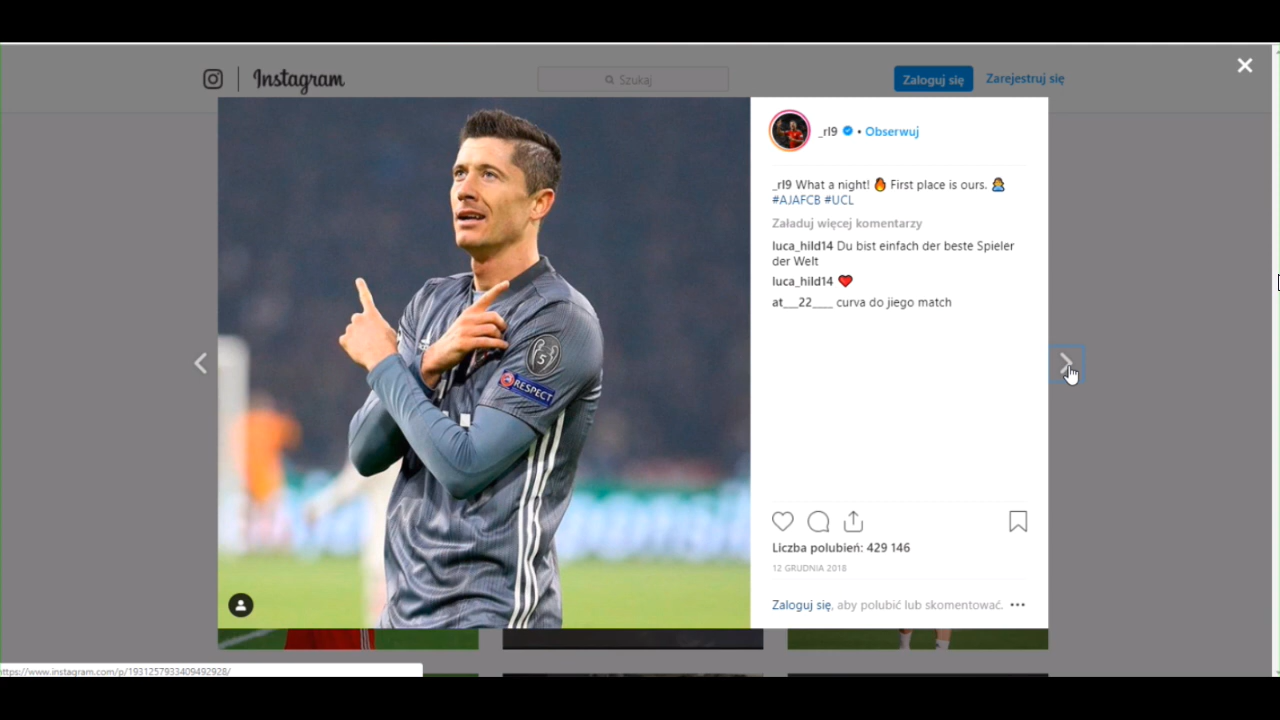 Instagram
Szukaj
Zaloguj się
Zarejestruj się
_rl9 • Obserwuj
_rl9 What a night! 🔥 First place is ours. 🙇
#AJAFCB #UCL
Załaduj więcej komentarzy
luca_hild14 Du bist einfach der beste Spieler
der Welt
luca_hild14 ❤️
at___22____ curva do jiego match
5
RESPECT
Liczba polubień: 429 146
12 GRUDNIA 2018
Zaloguj się, aby polubić lub skomentować.
https://www.instagram.com/p/1931257933409492928/